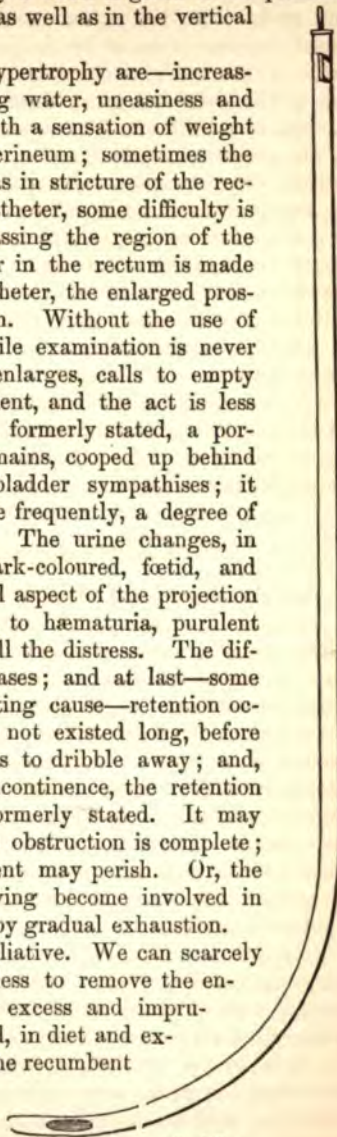 as well as in the vertical
ypertrophy are—increas-
g water, uneasiness and
th a sensation of weight
erineum; sometimes the
s in stricture of the rec-
theter, some difficulty is
ssing the region of the
r in the rectum is made
heter, the enlarged pros-
n. Without the use of
ile examination is never
enlarges, calls to empty
ent, and the act is less
formerly stated, a por-
nains, cooped up behind
bladder sympathises; it
e frequently, a degree of
The urine changes, in
ark-coloured, fœtid, and
l aspect of the projection
to hæmaturia, purulent
ll the distress. The dif-
ases; and at last—some
ting cause—retention oc-
not existed long, before
s to dribble away; and,
continence, the retention
ormerly stated. It may
obstruction is complete;
ent may perish. Or, the
ving become involved in
by gradual exhaustion.
liative. We can scarcely
ess to remove the en-
excess and impru-
l, in diet and ex-
ne recumbent